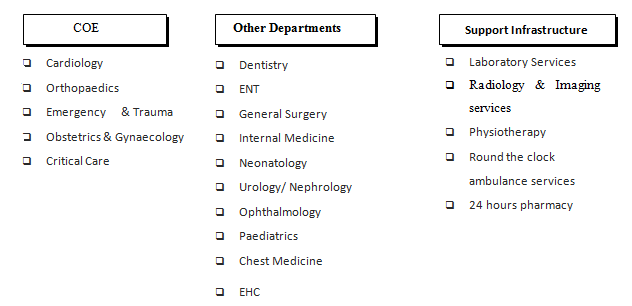 COE
Cardiology
Orthopaedics
Emergency & Trauma
Obstetrics & Gynaecology
Critical Care
Other Departments
Dentistry
ENT
General Surgery
Internal Medicine
Neonatology
Urology/ Nephrology
Ophthalmology
Paediatrics
Chest Medicine
EHC
Support Infrastructure
Laboratory Services
Radiology & Imaging
services
Physiotherapy
Round the clock
ambulance services
24 hours pharmacy